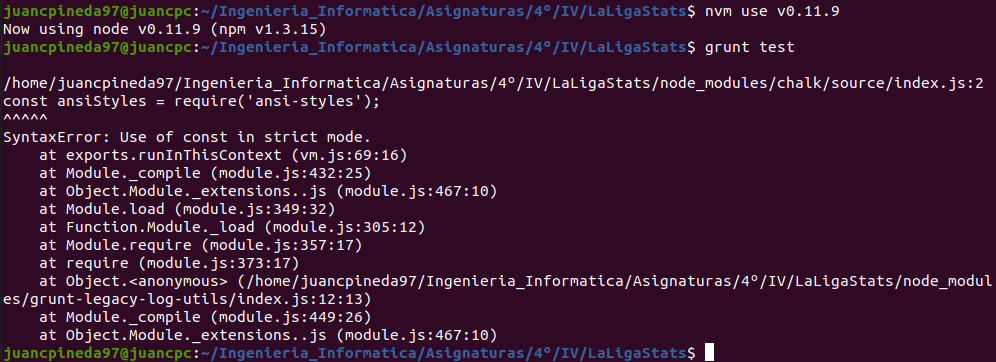 juancpineda97@juancpc:~/Ingenieria_Informatica/Asignaturas/4º/IV/LaLigaStats$ nvm use v0.11.9
Now using node v0.11.9 (npm v1.3.15)
juancpineda97@juancpc:~/Ingenieria_Informatica/Asignaturas/4º/IV/LaLigaStats$ grunt test

/home/juancpineda97/Ingenieria_Informatica/Asignaturas/4º/IV/LaLigaStats/node_modules/chalk/source/index.js:2
const ansiStyles = require('ansi-styles');
^^^^^
SyntaxError: Use of const in strict mode.
    at exports.runInThisContext (vm.js:69:16)
    at Module._compile (module.js:432:25)
    at Object.Module._extensions..js (module.js:467:10)
    at Module.load (module.js:349:32)
    at Function.Module._load (module.js:305:12)
    at Module.require (module.js:357:17)
    at require (module.js:373:17)
    at Object.<anonymous> (/home/juancpineda97/Ingenieria_Informatica/Asignaturas/4º/IV/LaLigaStats/node_modul
es/grunt-legacy-log-utils/index.js:12:13)
    at Module._compile (module.js:449:26)
    at Object.Module._extensions..js (module.js:467:10)
juancpineda97@juancpc:~/Ingenieria_Informatica/Asignaturas/4º/IV/LaLigaStats$